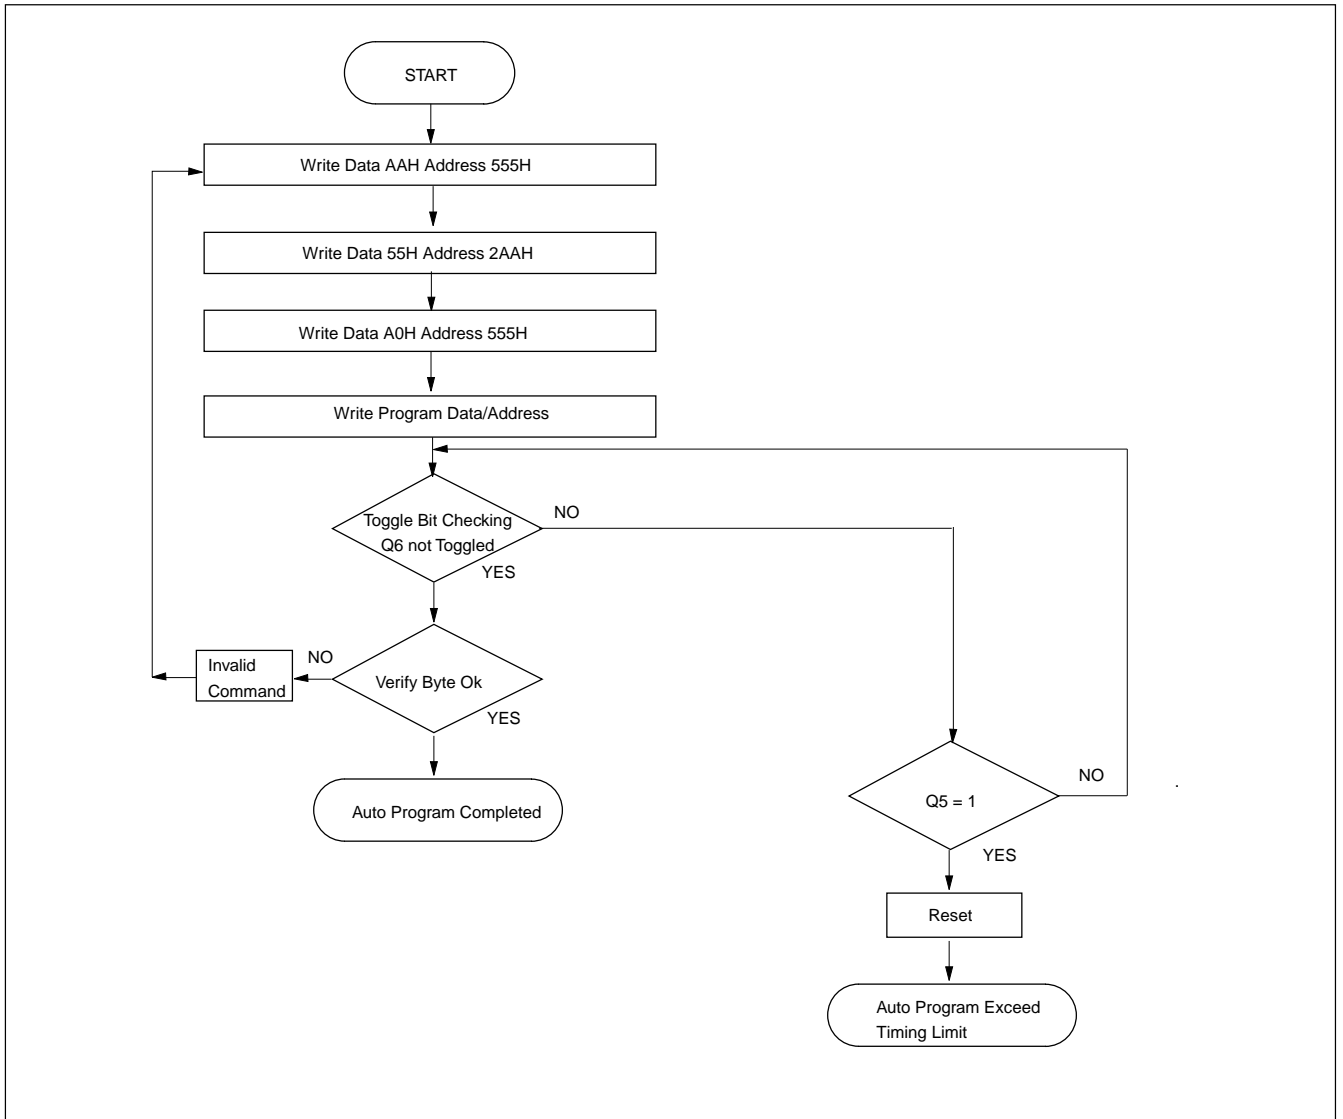 START
Write Data AAH Address 555H
Write Data 55H Address 2AAH
Write Data A0H Address 555H
Write Program Data/Address
Toggle Bit Checking
Q6 not Toggled
NO
YES
Invalid
Command
NO
Verify Byte Ok
YES
Auto Program Completed
Q5 = 1
NO
YES
Reset
Auto Program Exceed
Timing Limit
.